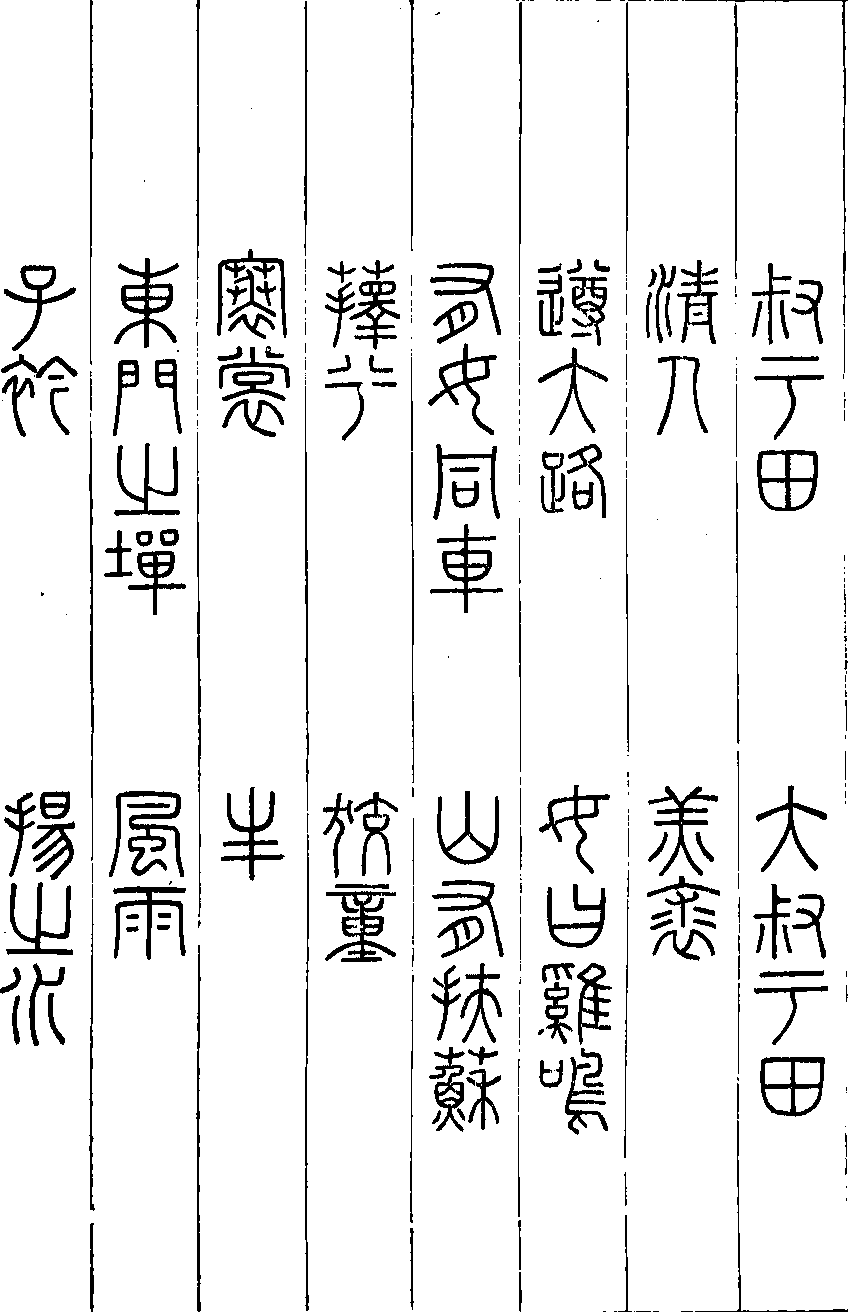 叔于田　大叔于田
清人　羔裘
遵大路　女曰雞鳴
有女同車　山有扶蘇
蘀兮　狡童
褰裳　丰
東門之墠　風雨
子衿　揚之水